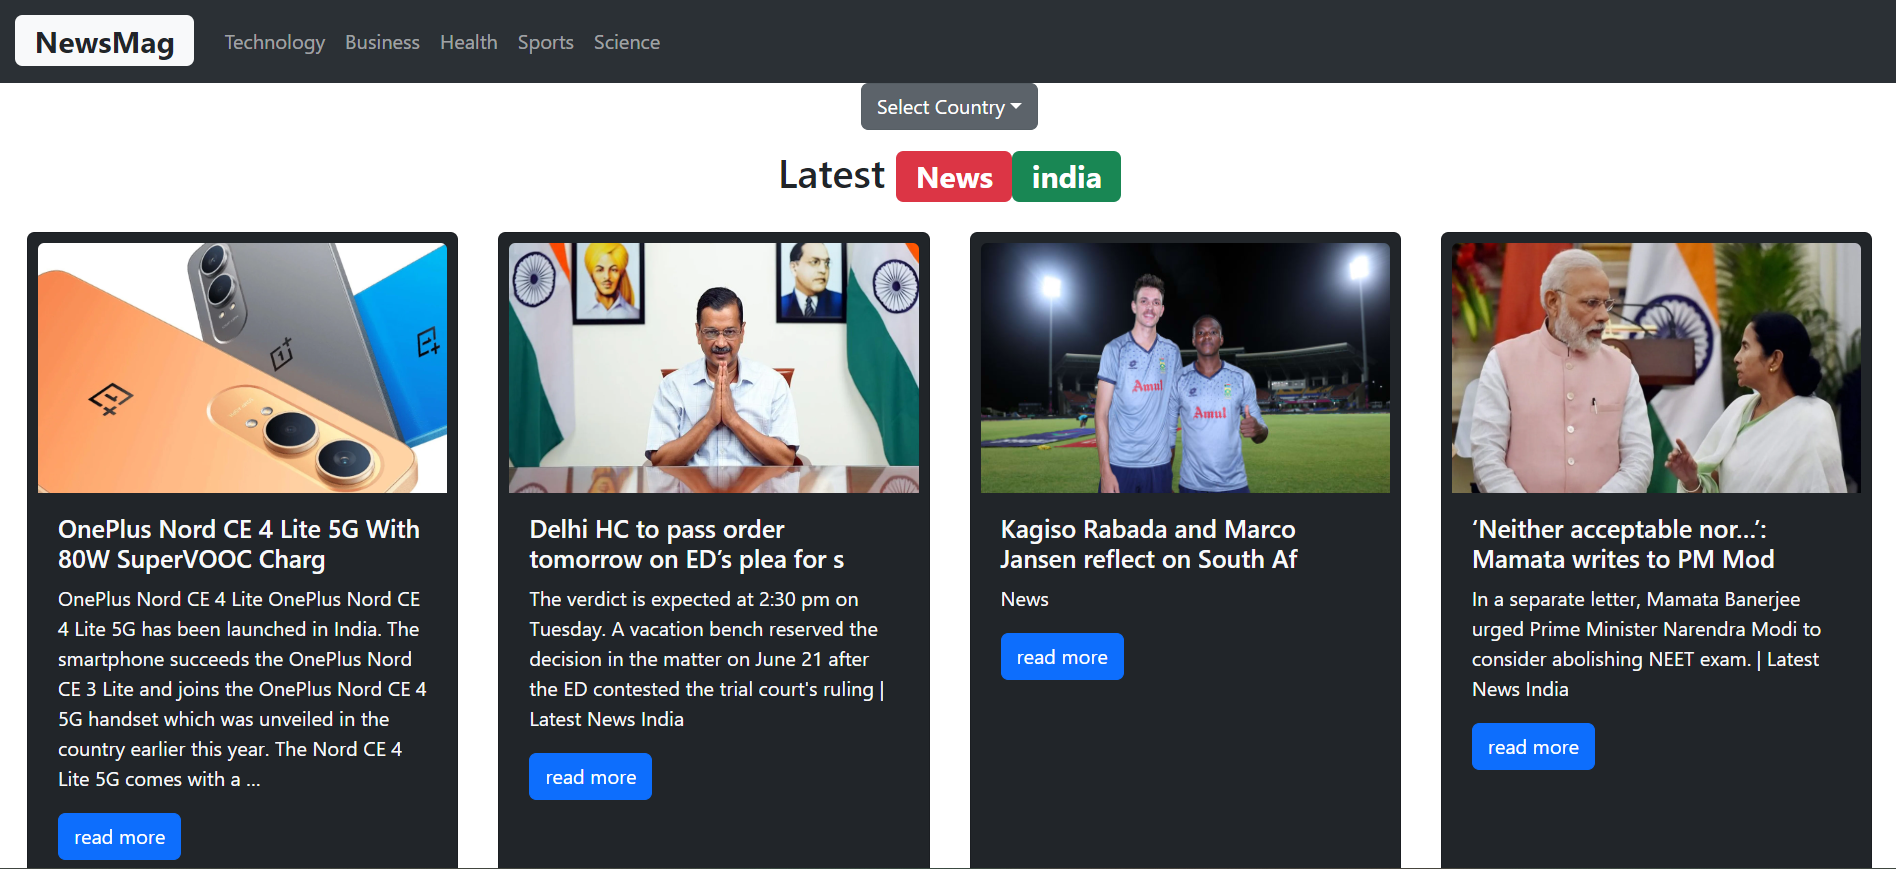 NewsMag Technology Business Health Sports Science
Select Country
Latest News india
OnePlus Nord CE 4 Lite 5G With
80W SuperVOOC Charg
OnePlus Nord CE 4 Lite OnePlus Nord CE
4 Lite 5G has been launched in India. The
smartphone succeeds the OnePlus Nord
CE 3 Lite and joins the OnePlus Nord CE 4
5G handset which was unveiled in the
country earlier this year. The Nord CE 4
Lite 5G comes with a ...
read more
Delhi HC to pass order
tomorrow on ED’s plea for s
The verdict is expected at 2:30 pm on
Tuesday. A vacation bench reserved the
decision in the matter on June 21 after
the ED contested the trial court's ruling |
Latest News India
read more
Amul
Amul
Kagiso Rabada and Marco
Jansen reflect on South Af
News
read more
‘Neither acceptable nor...’:
Mamata writes to PM Mod
In a separate letter, Mamata Banerjee
urged Prime Minister Narendra Modi to
consider abolishing NEET exam. | Latest
News India
read more